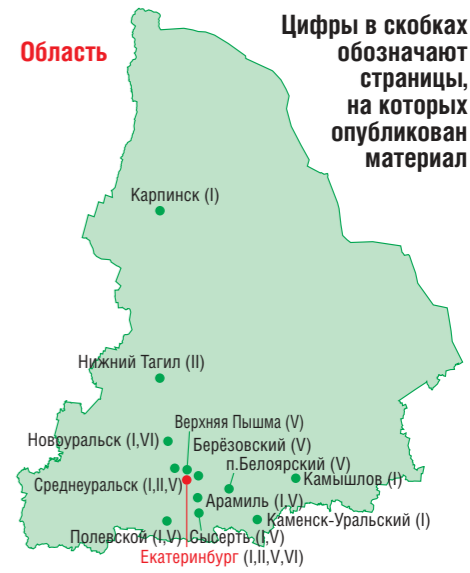 Область
Цифры в скобках
обозначают
страницы,
на которых
опубликован
материал
Карпинск (I)
Нижний Тагил (II)
Верхняя Пышма (V)
Новоуральск (I,VI)
Берёзовский (V)
п.Белоярский (V)
Среднеуральск (I,II,V)
Камышлов (I)
Арамиль (I,V)
Каменск-Уральский (I)
Полевской (I,V)
Сысерть (I,V)
Екатеринбург (I,II,V,VI)